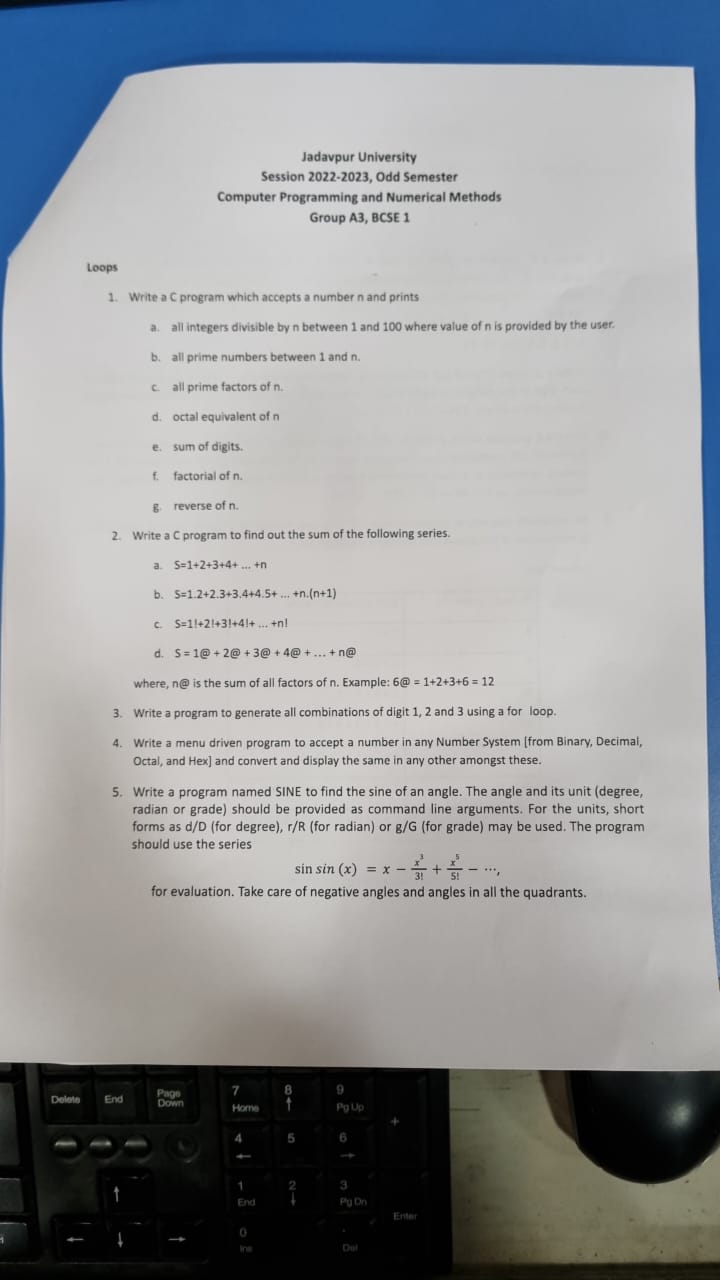 Jadavpur University
Session 2022-2023, Odd Semester
Computer Programming and Numerical Methods
Group A3, BCSE 1
Loops
1. Write a C program which accepts a number n and prints
a. all integers divisible by n between 1 and 100 where value of n is provided by the user.
b. all prime numbers between 1 and n.
c. all prime factors of n.
d. octal equivalent of n
e. sum of digits.
f. factorial of n.
g. reverse of n.
2. Write a C program to find out the sum of the following series.
a. S=1+2+3+4+ ... +n
b. S=1.2+2.3+3.4+4.5+ ... +n.(n+1)
c. S=1!+2!+3!+4!+ ... +n!
d. S = 1@ + 2@ + 3@ + 4@ + ... + n@
where, n@ is the sum of all factors of n. Example: 6@ = 1+2+3+6 = 12
3. Write a program to generate all combinations of digit 1, 2 and 3 using a for loop.
4. Write a menu driven program to accept a number in any Number System [from Binary, Decimal,
Octal, and Hex] and convert and display the same in any other amongst these.
5. Write a program named SINE to find the sine of an angle. The angle and its unit (degree,
radian or grade) should be provided as command line arguments. For the units, short
forms as d/D (for degree), r/R (for radian) or g/G (for grade) may be used. The program
should use the series
sin sin (x) = x − x³/3! + x⁵/5! − ⋯,
for evaluation. Take care of negative angles and angles in all the quadrants.
Delete End Page Down 7 Home 8 ↑ 9 Pg Up +
4 ← 5 6 →
↑ 1 End 2 ↓ 3 Pg Dn Enter
← ↓ → 0 Ins . Del